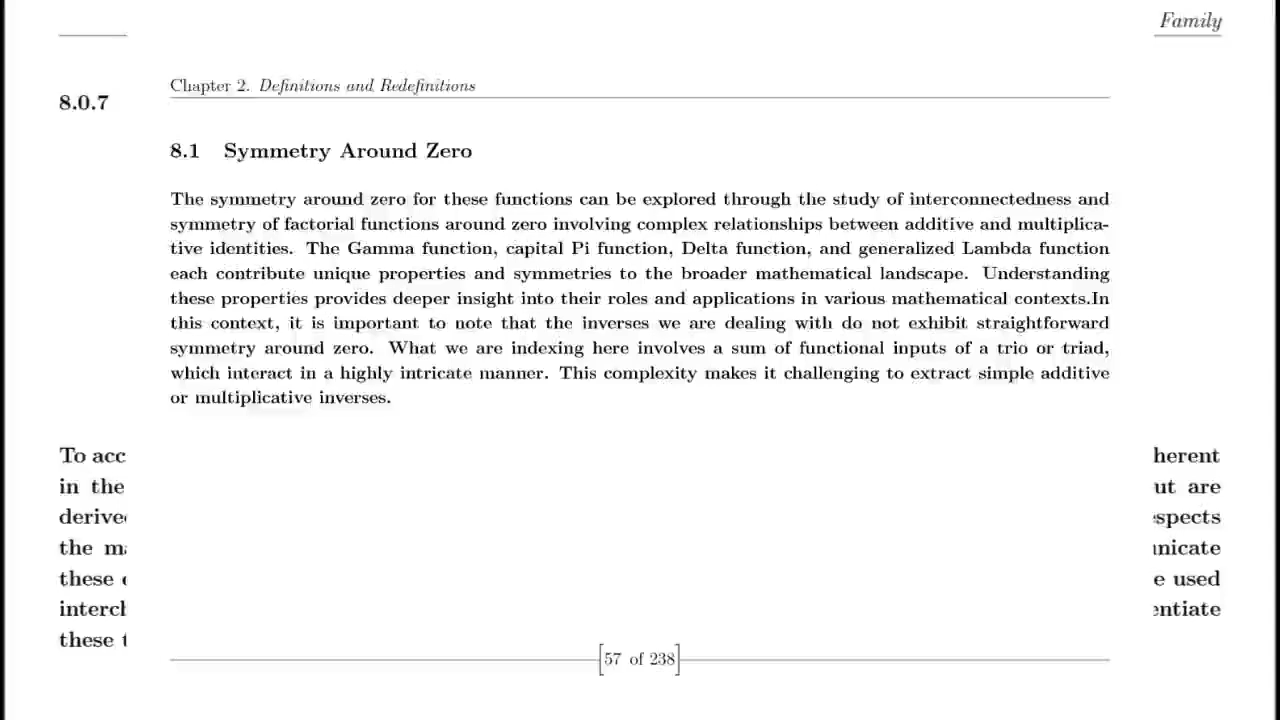 Family
8.0.7
Chapter 2. Definitions and Redefinitions
8.1 Symmetry Around Zero
The symmetry around zero for these functions can be explored through the study of interconnectedness and
symmetry of factorial functions around zero involving complex relationships between additive and multiplica-
tive identities. The Gamma function, capital Pi function, Delta function, and generalized Lambda function
each contribute unique properties and symmetries to the broader mathematical landscape. Understanding
these properties provides deeper insight into their roles and applications in various mathematical contexts.In
this context, it is important to note that the inverses we are dealing with do not exhibit straightforward
symmetry around zero. What we are indexing here involves a sum of functional inputs of a trio or triad,
which interact in a highly intricate manner. This complexity makes it challenging to extract simple additive
or multiplicative inverses.
To acc
herent
in the
ut are
the
these
e used
these
57 of 238